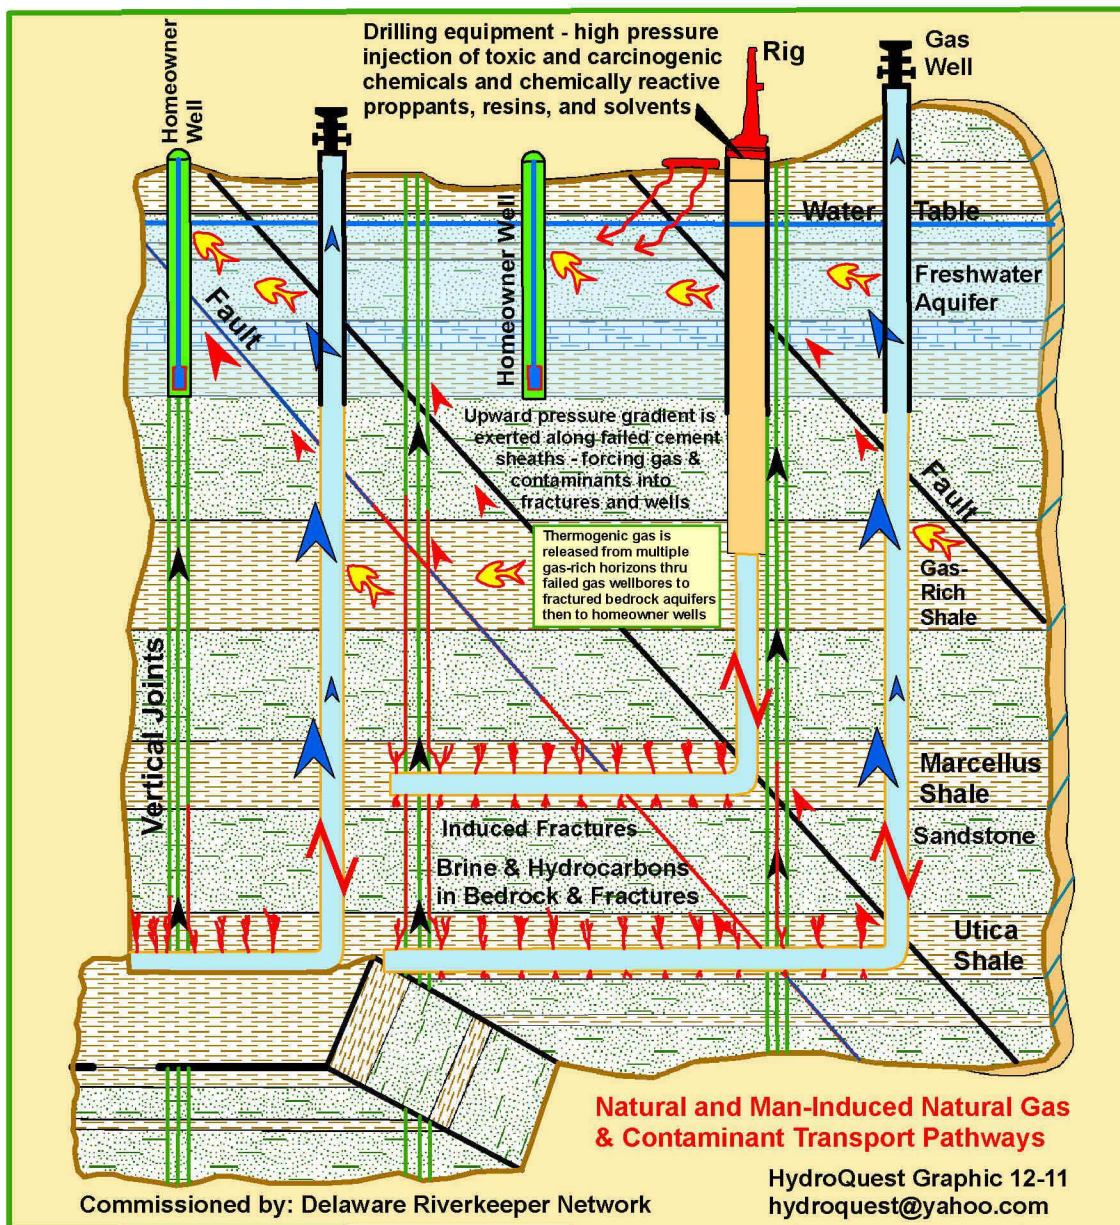 Drilling equipment - high pressure
injection of toxic and carcinogenic
chemicals and chemically reactive
proppants, resins, and solvents
Rig
Gas
Well
Homeowner
Well
Water Table
Freshwater
Aquifer
Homeowner Well
Fault
Upward pressure gradient is
exerted along failed cement
sheaths - forcing gas &
contaminants into
fractures and wells
Fault
Thermogenic gas is
released from multiple
gas-rich horizons thru
failed gas wellbores to
fractured bedrock aquifers
then to homeowner wells
Gas-
Rich
Shale
Vertical Joints
Marcellus
Shale
Induced Fractures
Sandstone
Brine & Hydrocarbons
in Bedrock & Fractures
Utica
Shale
Natural and Man-Induced Natural Gas
& Contaminant Transport Pathways
Commissioned by: Delaware Riverkeeper Network
HydroQuest Graphic 12-11
hydroquest@yahoo.com